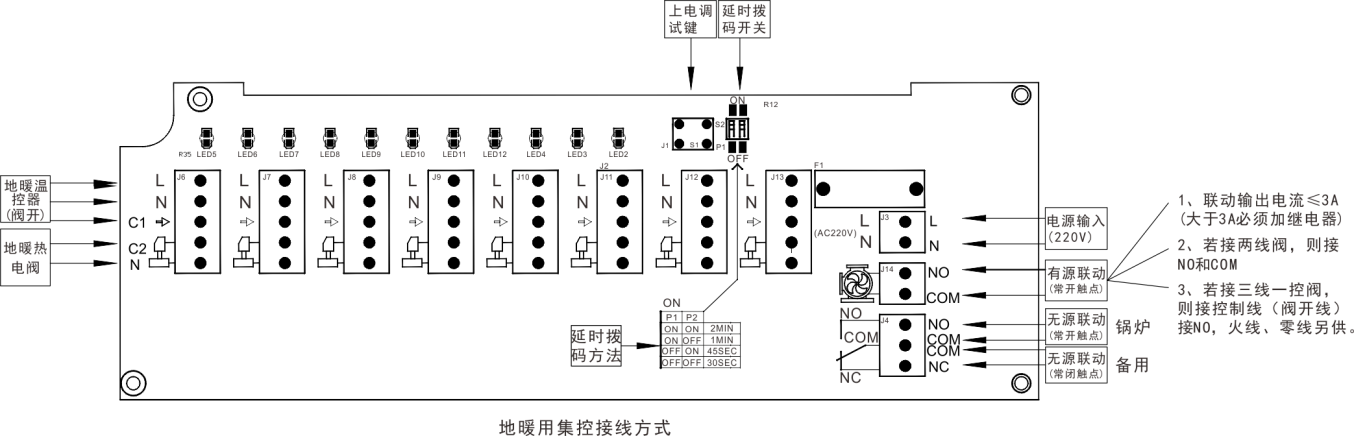 上电调
试键
延时拨
码开关
ON
R12
S2
J1
S1
P1
OFF
R35 LED5 LED6 LED7 LED8 LED9 LED10 LED11 LED12 LED4 LED3 LED2
J6
J7
J8
J9
J10
J2
J11
J12
J13
F1
L L L L L L L L
N N N N N N N N
地暖温
控器
(阀开)
C1
C2
N
地暖热
电阀
(AC220V)
L
N
J3
L
N
电源输入
(220V)
J14
NO
COM
有源联动
(常开触点)
NO
COM
NC
J4
NO
COM
COM
NC
无源联动
(常开触点)
锅炉
无源联动
(常闭触点)
备用
1、联动输出电流≤3A
(大于3A必须加继电器)
2、若接两线阀，则接
NO和COM
3、若接三线一控阀，
则接控制线（阀开线）
接NO，火线、零线另供。
延时拨
码方法
ON
P1 P2
ON ON 2MIN
ON OFF 1MIN
OFF ON 45SEC
OFF OFF 30SEC
地暖用集控接线方式